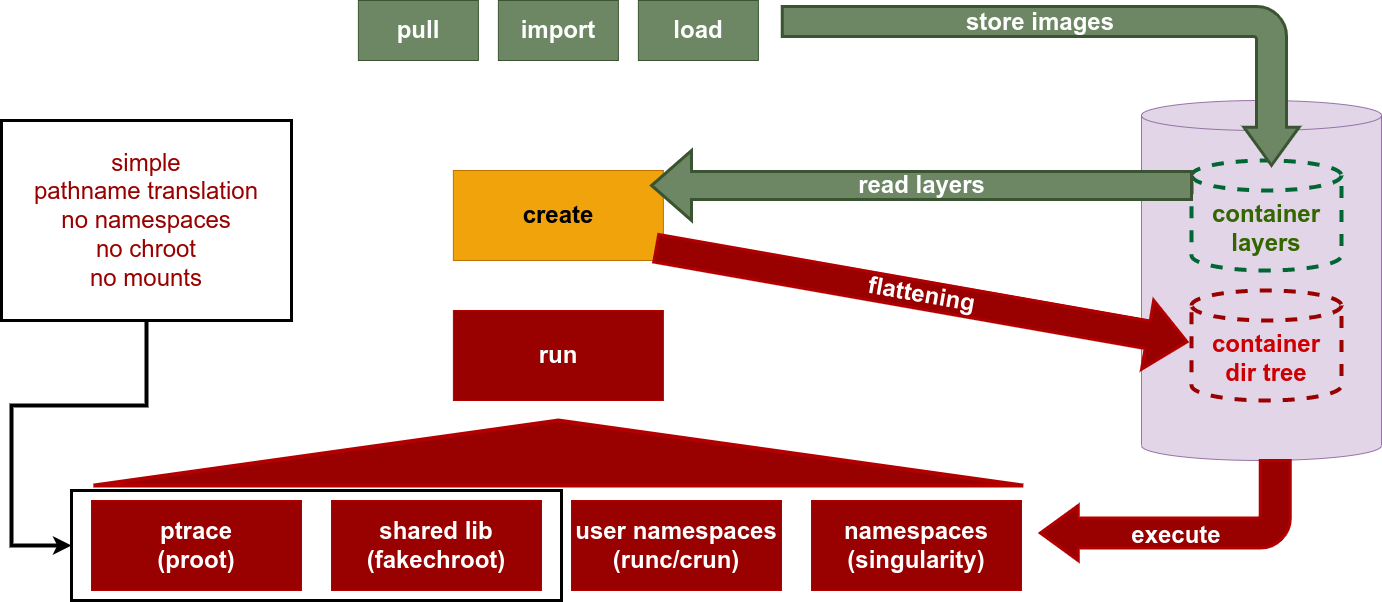 pull
import
load
store images
simple
pathname translation
no namespaces
no chroot
no mounts
create
read layers
container
layers
flattening
run
container
dir tree
ptrace
(proot)
shared lib
(fakechroot)
user namespaces
(runc/crun)
namespaces
(singularity)
execute